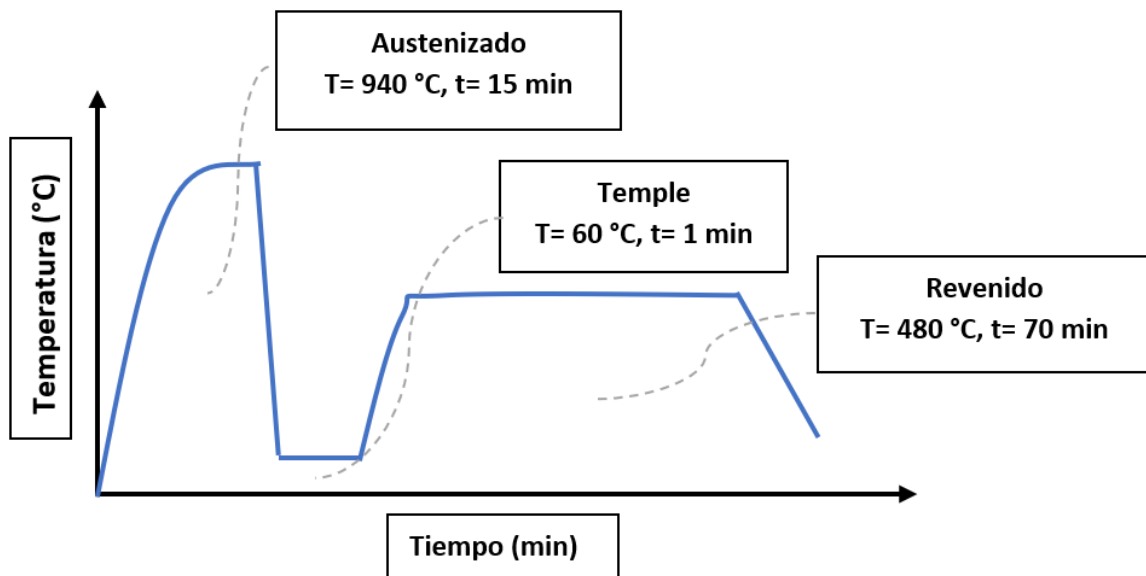 Austenizado
T= 940 °C, t= 15 min
Temple
T= 60 °C, t= 1 min
Revenido
T= 480 °C, t= 70 min
Temperatura (°C)
Tiempo (min)